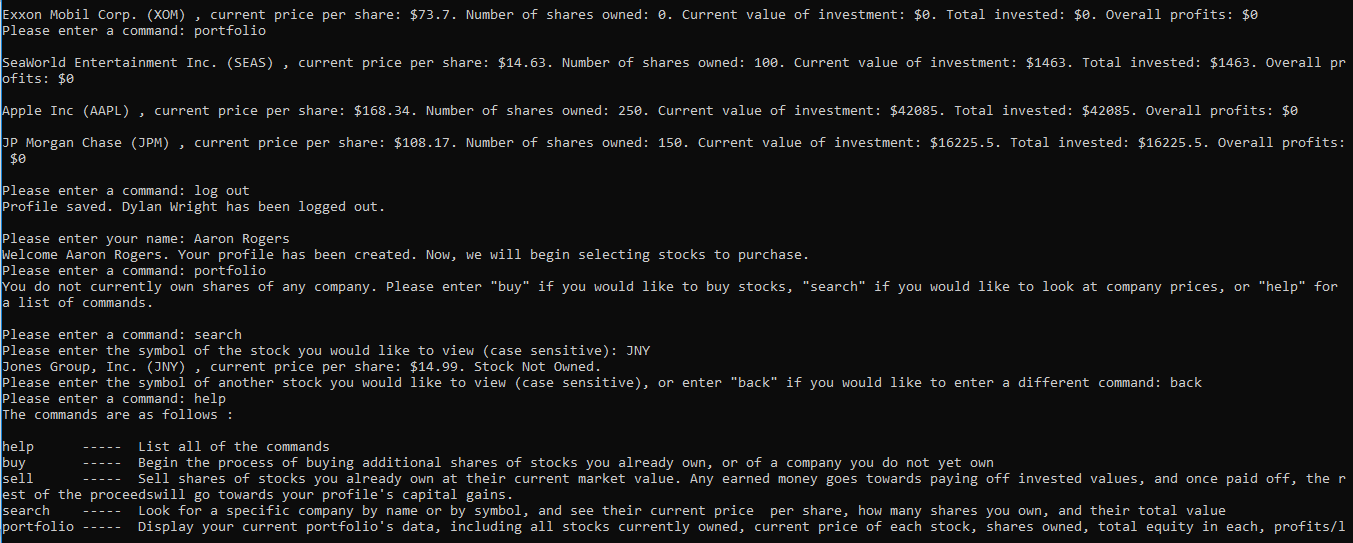 Exxon Mobil Corp. (XOM) , current price per share: $73.7. Number of shares owned: 0. Current value of investment: $0. Total invested: $0. Overall profits: $0
Please enter a command: portfolio
SeaWorld Entertainment Inc. (SEAS) , current price per share: $14.63. Number of shares owned: 100. Current value of investment: $1463. Total invested: $1463. Overall pr
ofits: $0
Apple Inc (AAPL) , current price per share: $168.34. Number of shares owned: 250. Current value of investment: $42085. Total invested: $42085. Overall profits: $0
JP Morgan Chase (JPM) , current price per share: $108.17. Number of shares owned: 150. Current value of investment: $16225.5. Total invested: $16225.5. Overall profits:
$0
Please enter a command: log out
Profile saved. Dylan Wright has been logged out.
Please enter your name: Aaron Rogers
Welcome Aaron Rogers. Your profile has been created. Now, we will begin selecting stocks to purchase.
Please enter a command: portfolio
You do not currently own shares of any company. Please enter "buy" if you would like to buy stocks, "search" if you would like to look at company prices, or "help" for
a list of commands.
Please enter a command: search
Please enter the symbol of the stock you would like to view (case sensitive): JNY
Jones Group, Inc. (JNY) , current price per share: $14.99. Stock Not Owned.
Please enter the symbol of another stock you would like to view (case sensitive), or enter "back" if you would like to enter a different command: back
Please enter a command: help
The commands are as follows :
help      -----  List all of the commands
buy       -----  Begin the process of buying additional shares of stocks you already own, or of a company you do not yet own
sell      -----  Sell shares of stocks you already own at their current market value. Any earned money goes towards paying off invested values, and once paid off, the r
est of the proceedswill go towards your profile's capital gains.
search    -----  Look for a specific company by name or by symbol, and see their current price  per share, how many shares you own, and their total value
portfolio -----  Display your current portfolio's data, including all stocks currently owned, current price of each stock, shares owned, total equity in each, profits/l